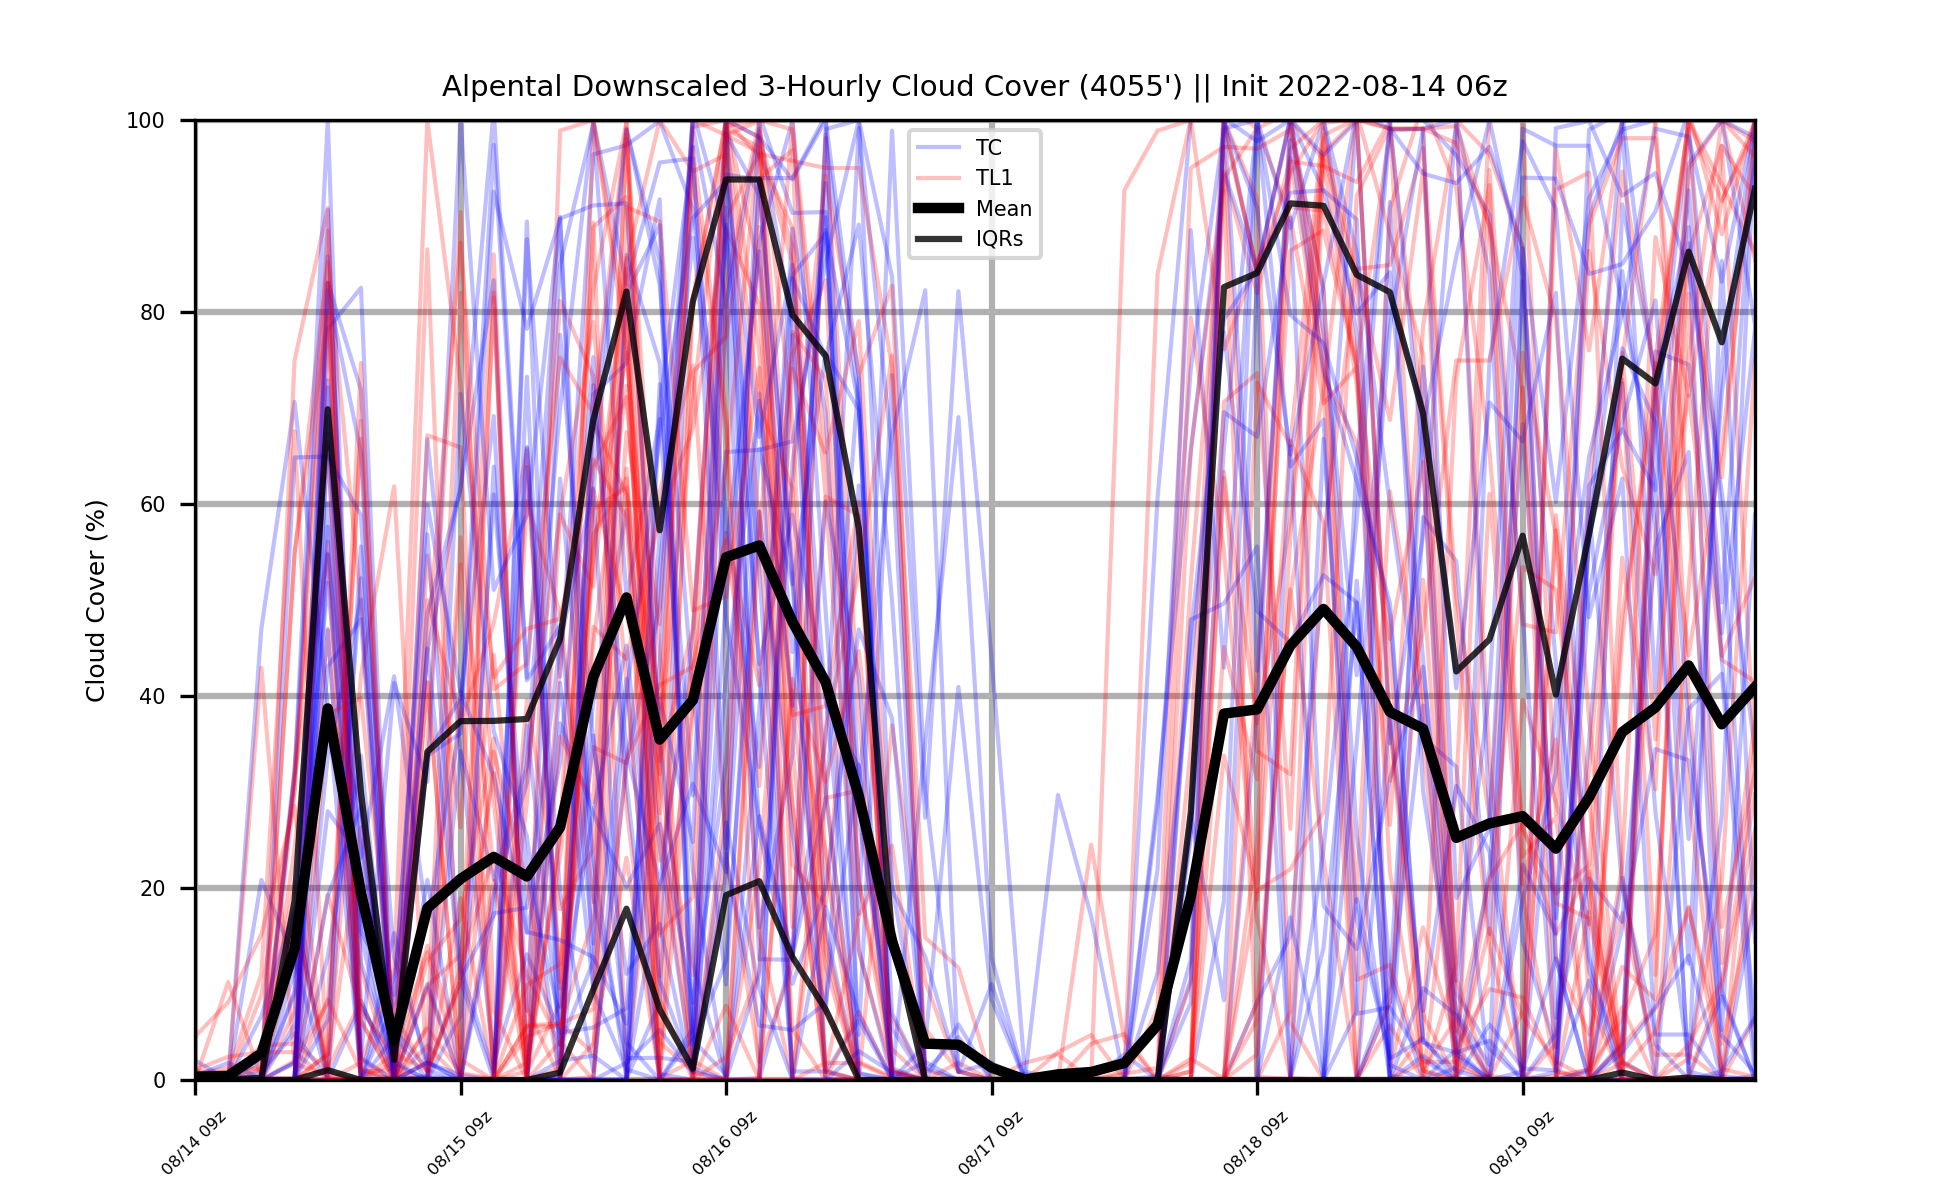 Alpental Downscaled 3-Hourly Cloud Cover (4055') || Init 2022-08-14 06z
100
80
60
40
20
0
Cloud Cover (%)
TC
TL1
Mean
IQRs
08/14 09z
08/15 09z
08/16 09z
08/17 09z
08/18 09z
08/19 09z